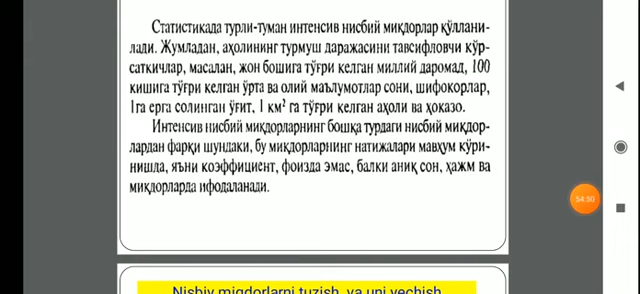 Статистикада турли-туман интенсив нисбий миқдорлар қўллани-
лади. Жумладан, аҳолининг турмуш даражасини тавсифловчи кўр-
саткичлар, масалан, жон бошига тўғри келган миллий даромад, 100
кишига тўғри келган ўрта ва олий маълумотлар сони, шифокорлар,
1га ерга солинган ўғит, 1 км² га тўғри келган аҳоли ва ҳоказо.
Интенсив нисбий миқдорларнинг бошқа турдаги нисбий миқдор-
лардан фарқи шундаки, бу миқдорларнинг натижалари мавҳум кўри-
нишда, яъни коэффициент, фоизда эмас, балки аниқ сон, ҳажм ва
миқдорларда ифодаланади.
54:50
Nisbiy miqdorlarni tuzish va uni yechish